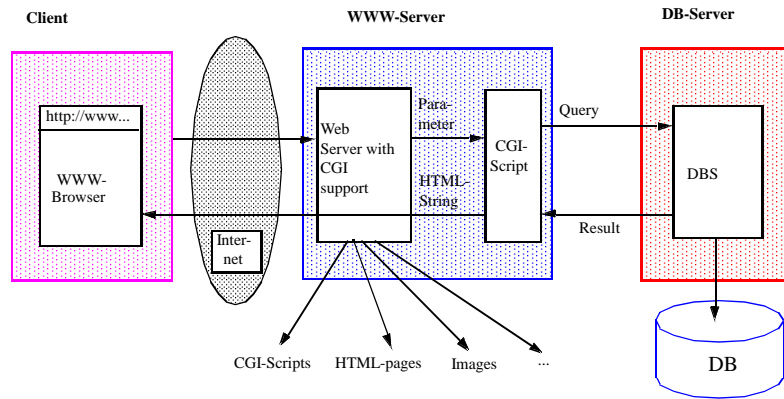 Client
WWW-Server
DB-Server
http://www...
WWW-
Browser
Inter-
net
Web
Server with
CGI
support
Para-
meter
HTML-
String
CGI-
Script
Query
Result
DBS
DB
CGI-Scripts
HTML-pages
Images
...